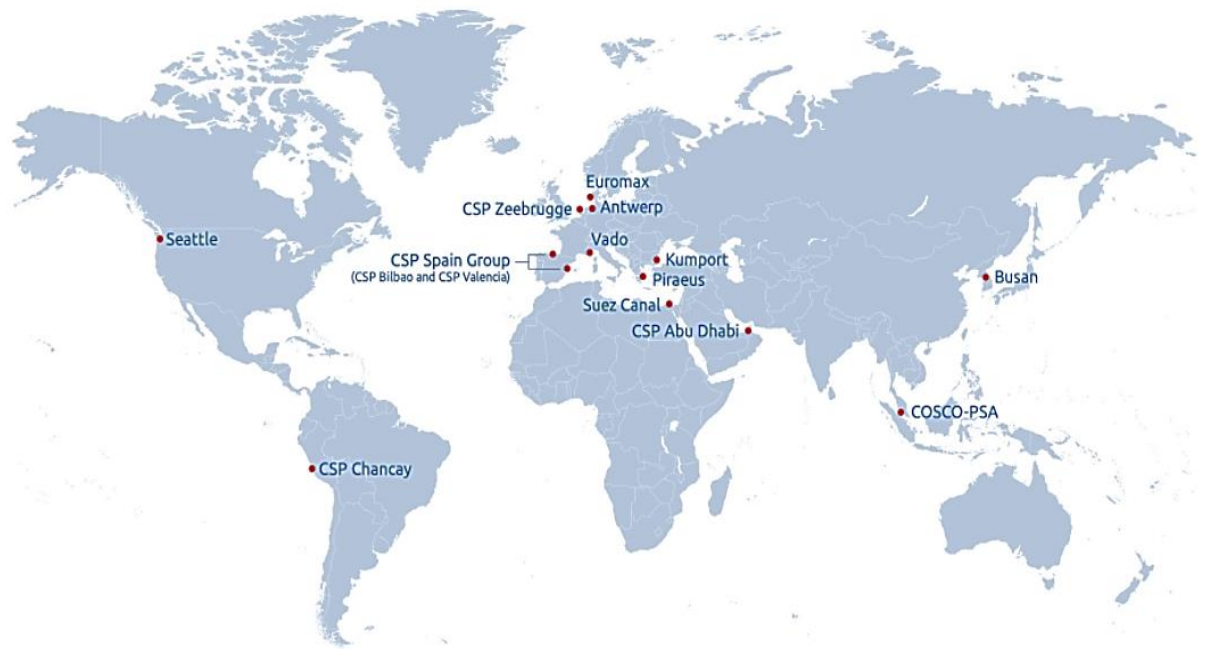 Euromax
CSP Zeebrugge
Antwerp
Seattle
Vado
CSP Spain Group
(CSP Bilbao and CSP Valencia)
Kumport
Piraeus
Busan
Suez Canal
CSP Abu Dhabi
COSCO-PSA
CSP Chancay